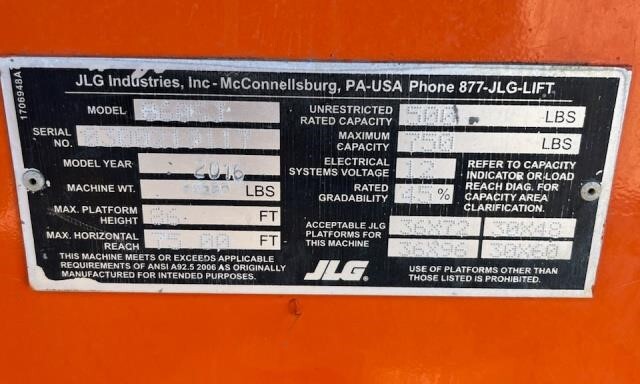 JLG Industries, Inc - McConnellsburg, PA-USA Phone 877-JLG-LIFT
1706948A
MODEL
SERIAL
NO.
MODEL YEAR 2016
MACHINE WT. LBS
MAX. PLATFORM
HEIGHT 86 FT
MAX. HORIZONTAL
REACH FT
THIS MACHINE MEETS OR EXCEEDS APPLICABLE
REQUIREMENTS OF ANSI A92.5 2006 AS ORIGINALLY
MANUFACTURED FOR INTENDED PURPOSES.
UNRESTRICTED
RATED CAPACITY 500 LBS
MAXIMUM
CAPACITY 750 LBS
ELECTRICAL
SYSTEMS VOLTAGE 12
RATED
GRADABILITY 45%
REFER TO CAPACITY
INDICATOR OR LOAD
REACH DIAG. FOR
CAPACITY AREA
CLARIFICATION.
ACCEPTABLE JLG
PLATFORMS FOR
THIS MACHINE
36X72 30X48
JLG
USE OF PLATFORMS OTHER THAN
THOSE LISTED IS PROHIBITED.